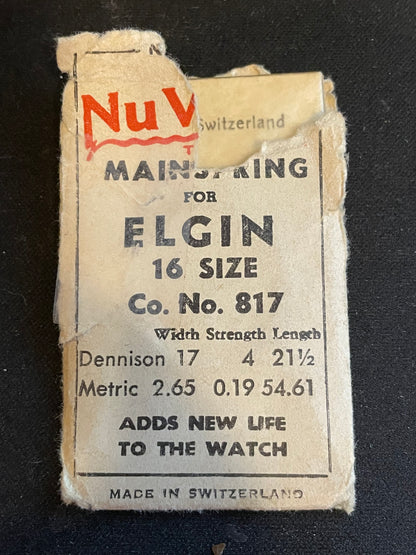 Nu V
Switzerland
MAINSPRING
FOR
ELGIN
16 SIZE
Co. No. 817
Width Strength Length
Dennison 17 4 21½
Metric 2.65 0.19 54.61
ADDS NEW LIFE
TO THE WATCH
MADE IN SWITZERLAND